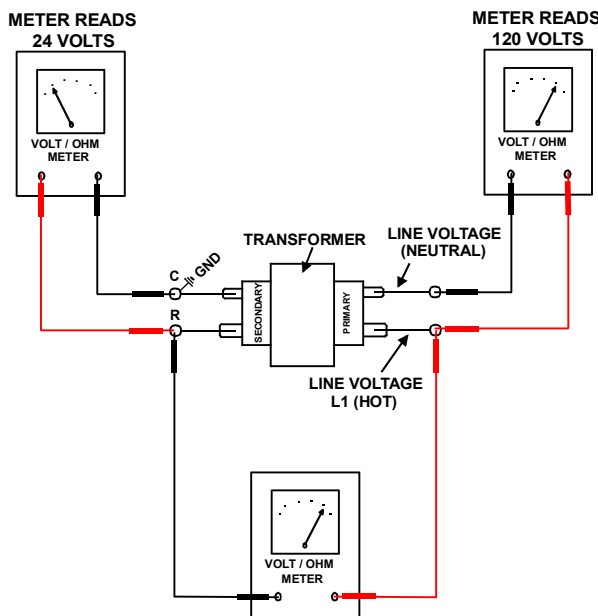 METER READS
24 VOLTS
METER READS
120 VOLTS
VOLT / OHM
METER
VOLT / OHM
METER
TRANSFORMER
LINE VOLTAGE
(NEUTRAL)
C
GND
R
SECONDARY
PRIMARY
LINE VOLTAGE
L1 (HOT)
VOLT / OHM
METER